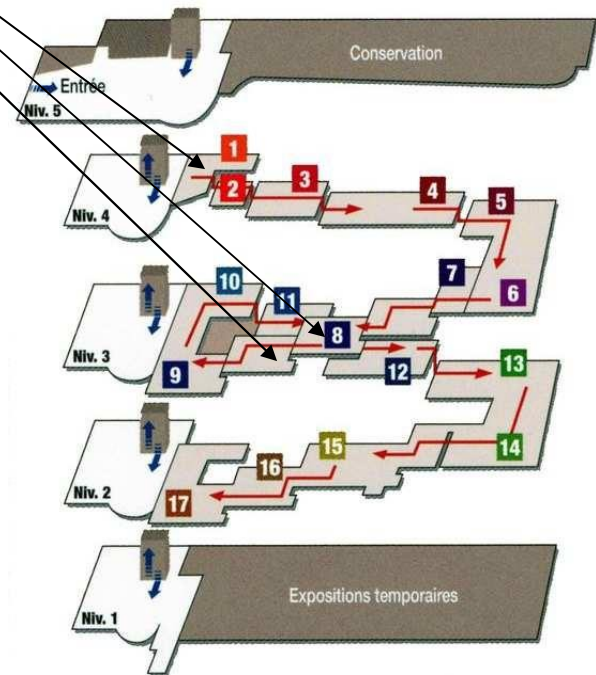 Conservation
Entrée
Niv. 5
1
2
3
4
5
Niv. 4
6
7
8
9
10
11
12
Niv. 3
13
14
15
16
17
Niv. 2
Expositions temporaires
Niv. 1